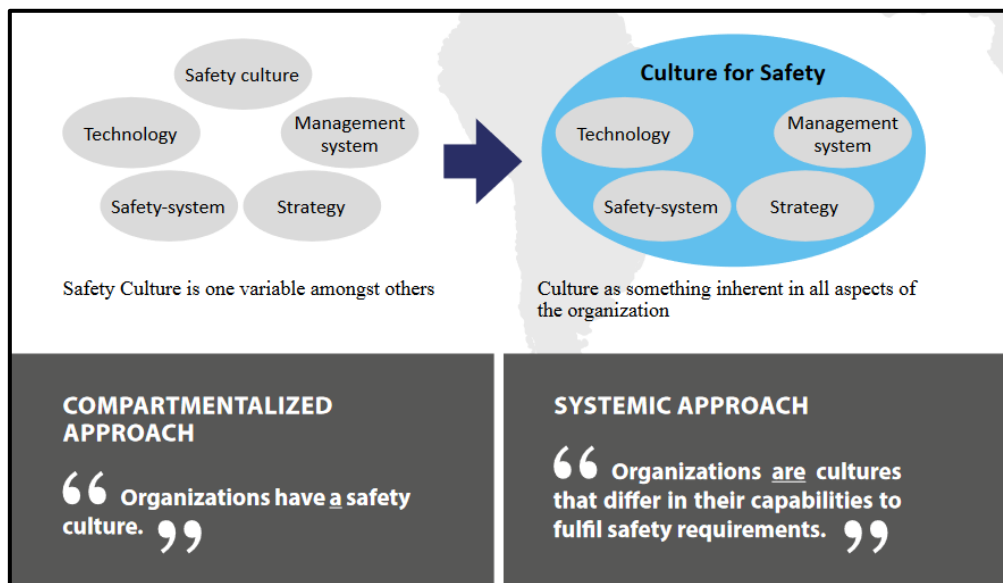 Safety culture
Technology
Management
system
Safety-system
Strategy
Safety Culture is one variable amongst others
Culture for Safety
Technology
Management
system
Safety-system
Strategy
Culture as something inherent in all aspects of
the organization
COMPARTMENTALIZED
APPROACH
“ Organizations have a safety
culture. ”
SYSTEMIC APPROACH
“ Organizations are cultures
that differ in their capabilities to
fulfil safety requirements. ”